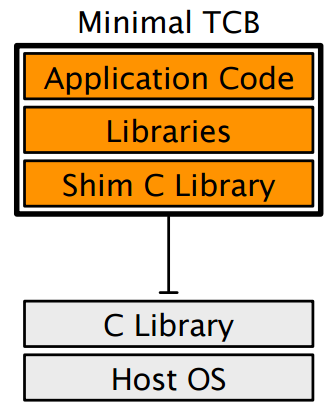 Minimal TCB
Application Code
Libraries
Shim C Library
C Library
Host OS